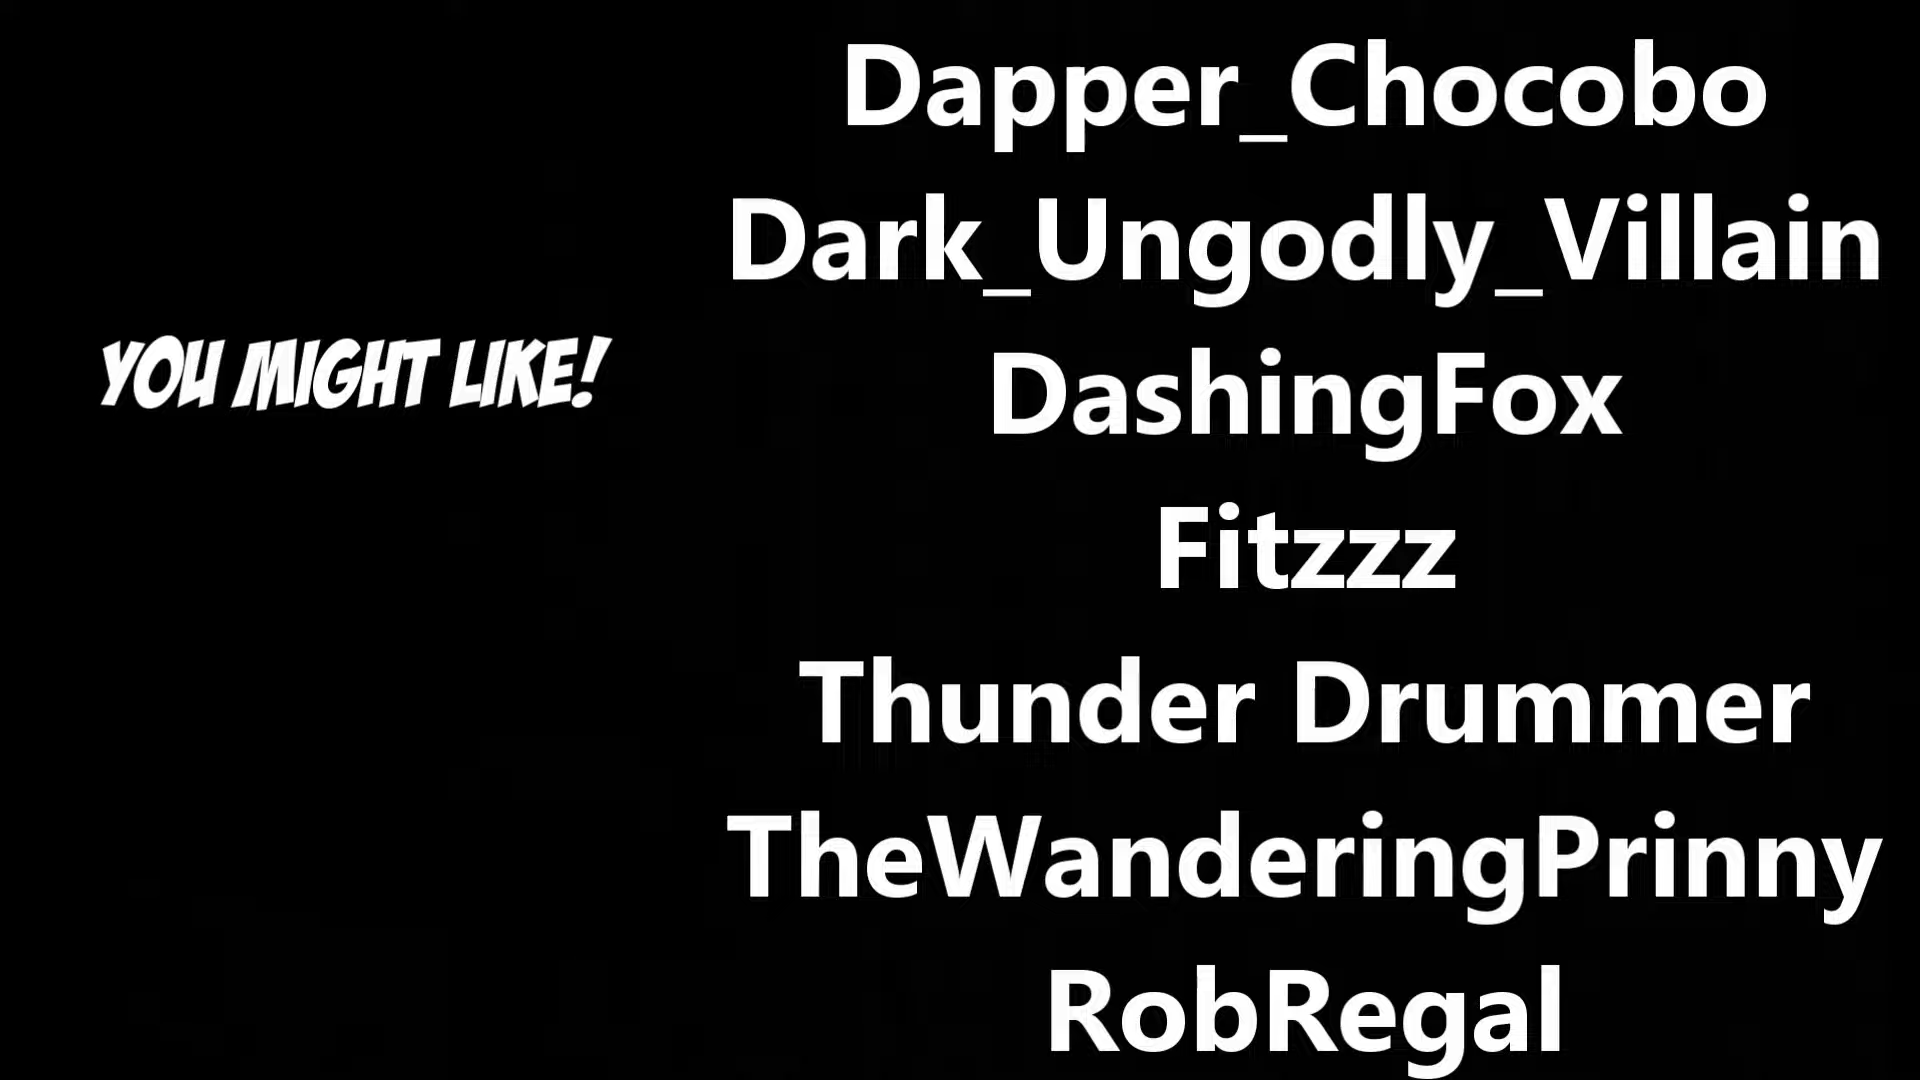 YOU MIGHT LIKE!
Dapper_Chocobo
Dark_Ungodly_Villain
DashingFox
Fitzzz
Thunder Drummer
TheWanderingPrinny
RobRegal